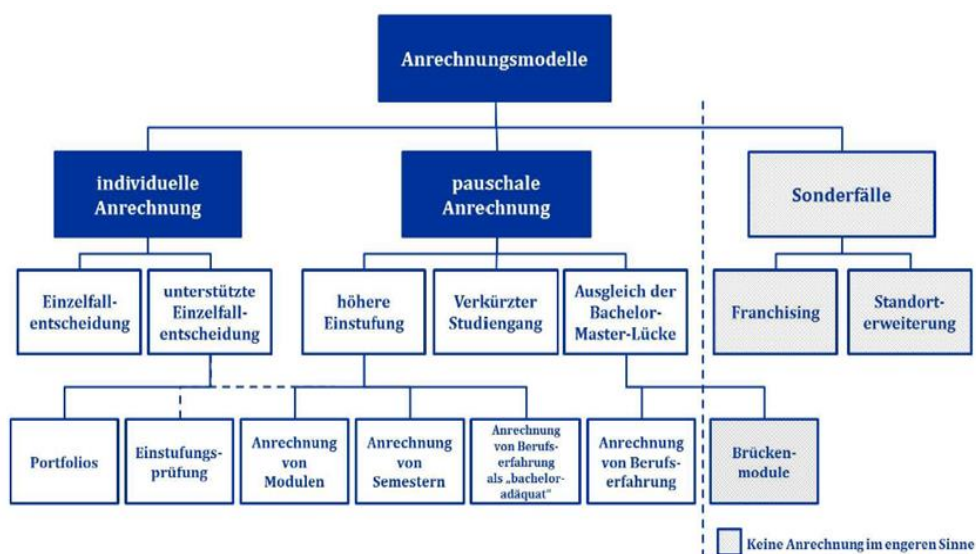 Anrechnungsmodelle
individuelle
Anrechnung
pauschale
Anrechnung
Sonderfälle
Einzelfall-
entscheidung
unterstützte
Einzelfall-
entscheidung
höhere
Einstufung
Verkürzter
Studiengang
Ausgleich der
Bachelor-
Master-Lücke
Franchising
Standort-
erweiterung
Portfolios
Einstufungs-
prüfung
Anrechnung
von
Modulen
Anrechnung
von
Semestern
Anrechnung
von Berufs-
erfahrung
als „bachelor-
adäquat“
Anrechnung
von Berufs-
erfahrung
Brücken-
module
Keine Anrechnung im engeren Sinne